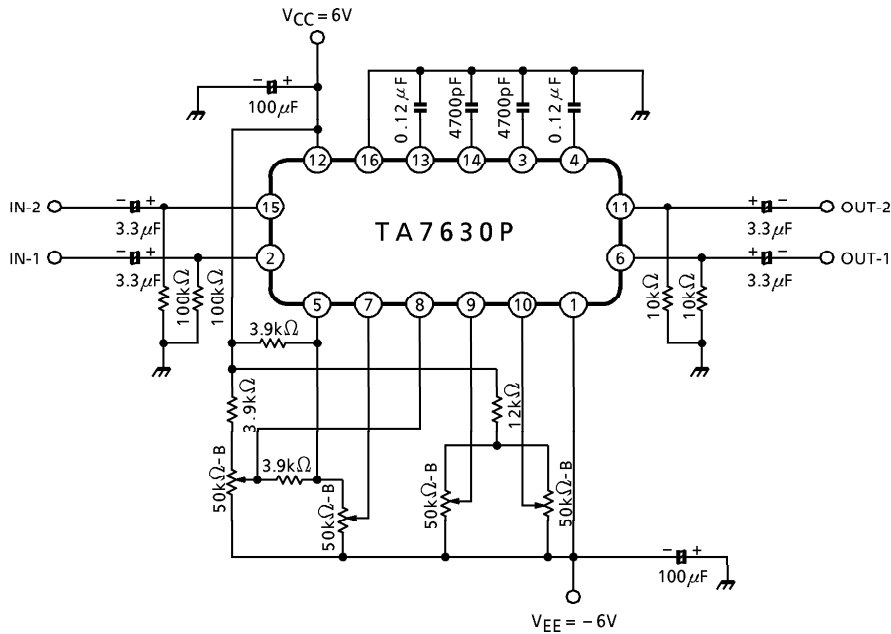 VCC = 6V
100μF
− +
0.12μF
4700pF
4700pF
0.12μF
12
16
13
14
3
4
IN-2
− +
3.3μF
15
TA7630P
11
+ −
3.3μF
OUT-2
IN-1
− +
3.3μF
2
6
+ −
3.3μF
OUT-1
100kΩ
100kΩ
10kΩ
10kΩ
5
7
8
9
10
1
3.9kΩ
3.9kΩ
12kΩ
50kΩ-B
3.9kΩ
50kΩ-B
50kΩ-B
50kΩ-B
− +
100μF
VEE = −6V